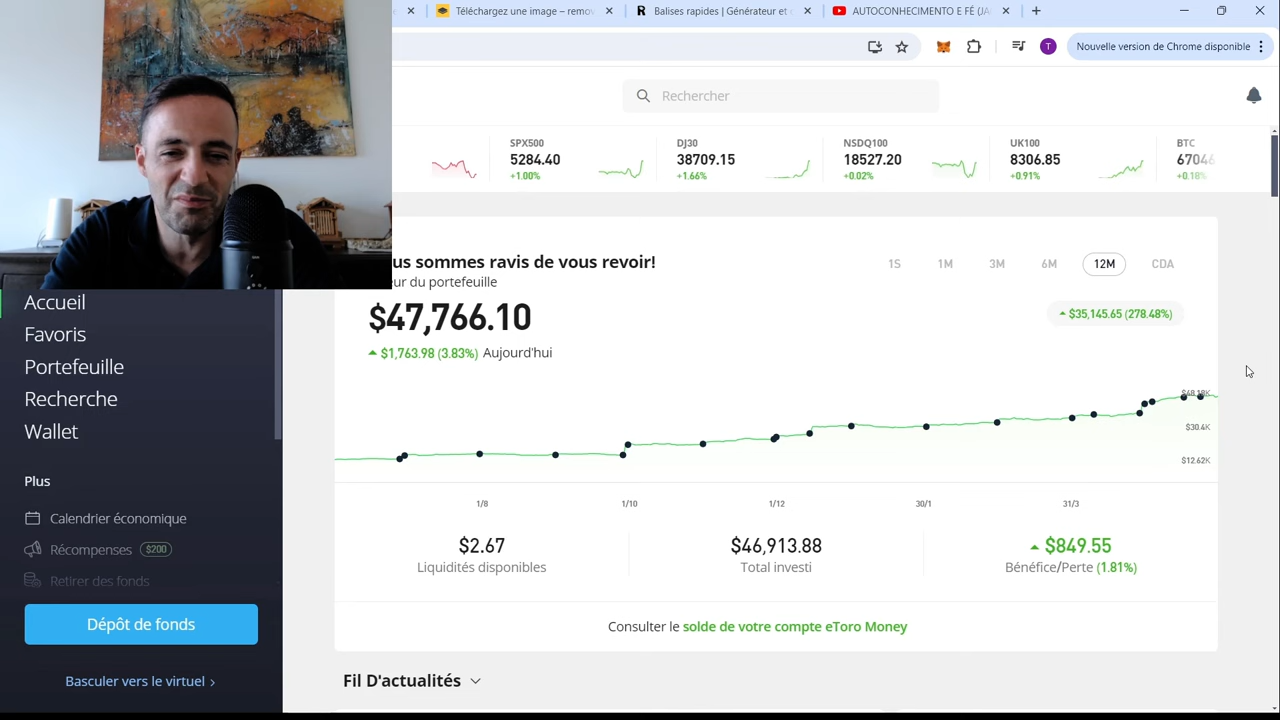 Téléchargez une image – remov
Balises rapides | Générateur et
AUTOCONHECIMENTO E FÉ (JA
T
Nouvelle version de Chrome disponible
Rechercher
SPX500
5284.40
+1.00%
DJ30
38709.15
+1.66%
NSDQ100
18527.20
+0.02%
UK100
8306.85
+0.91%
BTC
67046
+0.18%
us sommes ravis de vous revoir!
eur du portefeuille
$47,766.10
$1,763.98 (3.83%) Aujourd'hui
1S 1M 3M 6M 12M CDA
$35,145.65 (278.48%)
$48.18K
$30.4K
$12.62K
1/8 1/10 1/12 30/1 31/3
$2.67
Liquidités disponibles
$46,913.88
Total investi
$849.55
Bénéfice/Perte (1.81%)
Consulter le solde de votre compte eToro Money
Fil D'actualités
Accueil
Favoris
Portefeuille
Recherche
Wallet
Plus
Calendrier économique
Récompenses $200
Retirer des fonds
Dépôt de fonds
Basculer vers le virtuel